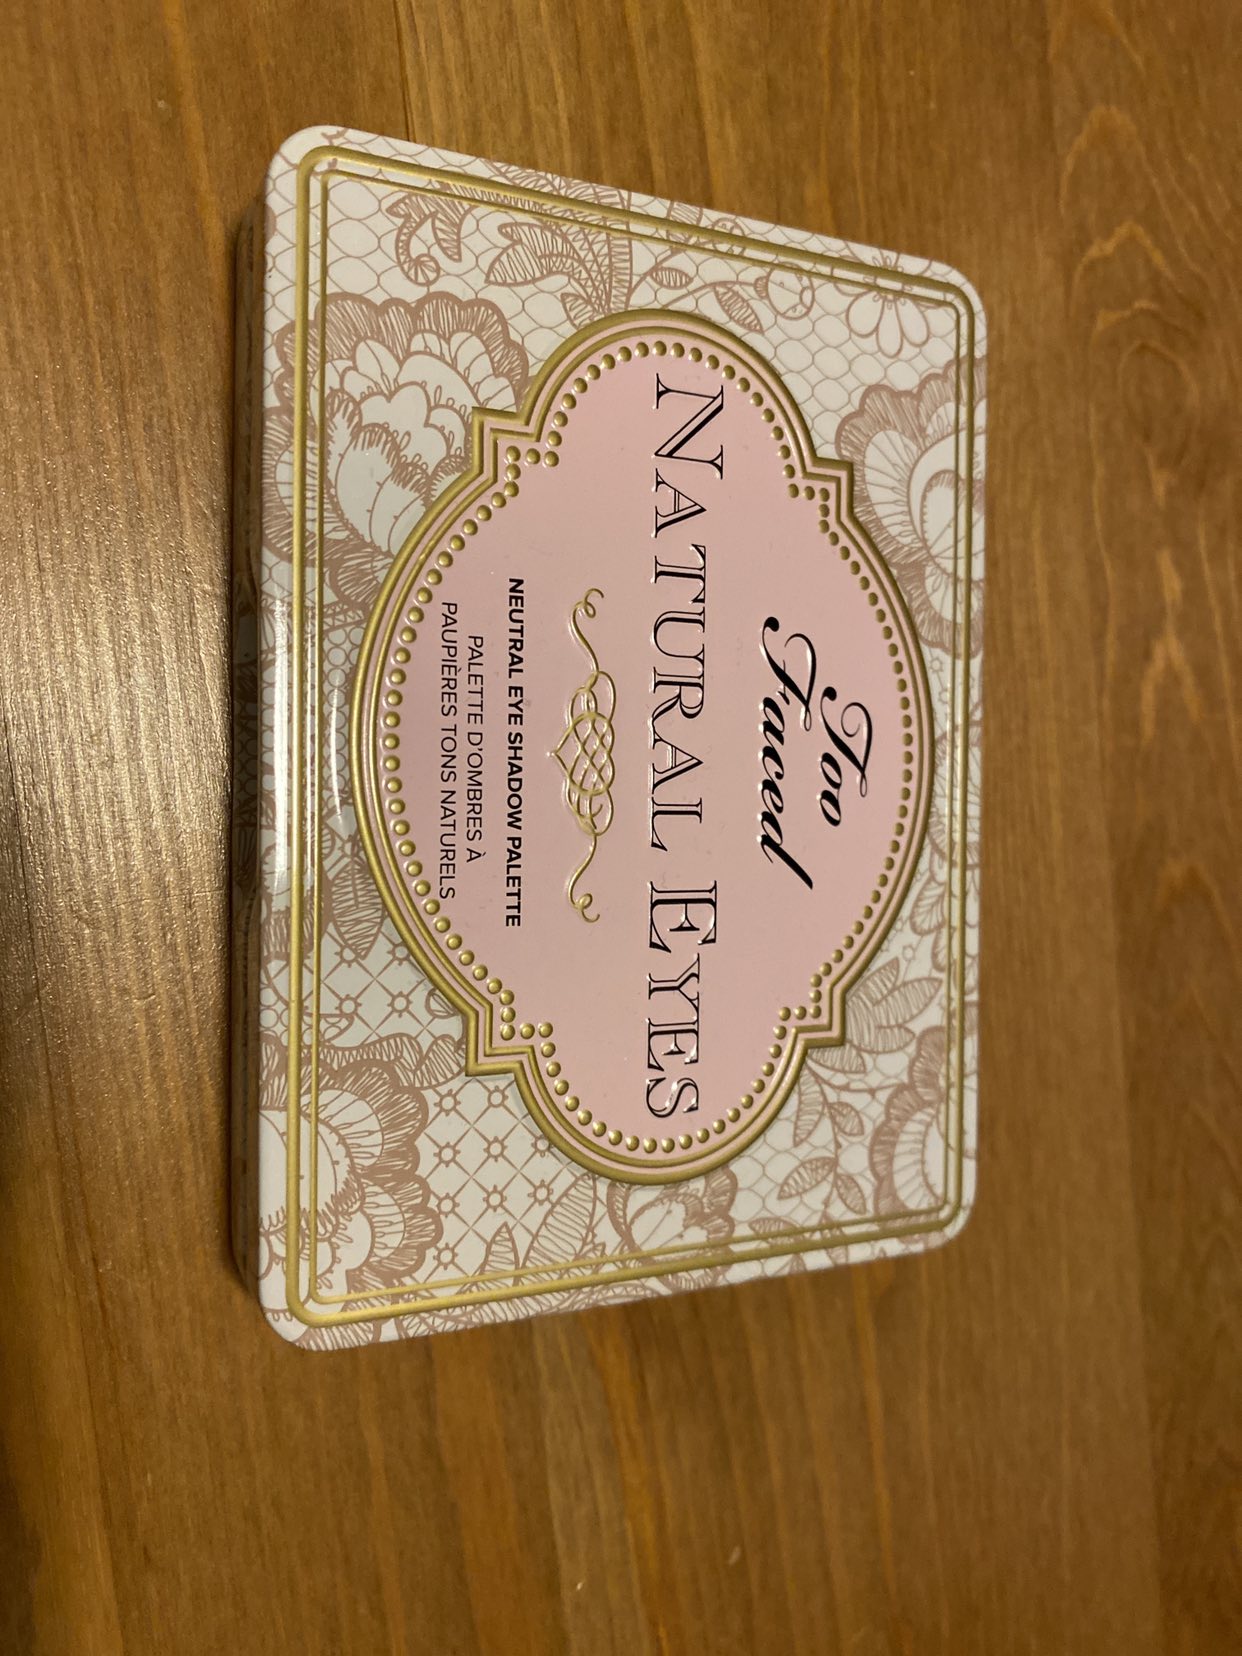 Too
Faced
NATURAL EYES
NEUTRAL EYE SHADOW PALETTE
PALETTE D'OMBRES À
PAUPIÈRES TONS NATURELS